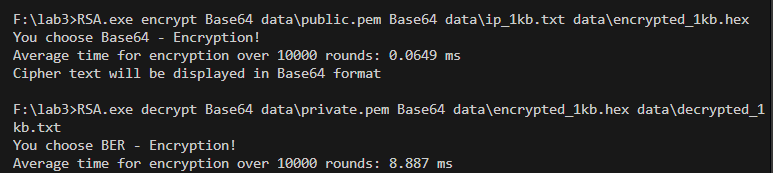 F:\lab3>RSA.exe encrypt Base64 data\public.pem Base64 data\ip_1kb.txt data\encrypted_1kb.hex
You choose Base64 - Encryption!
Average time for encryption over 10000 rounds: 0.0649 ms
Cipher text will be displayed in Base64 format

F:\lab3>RSA.exe decrypt Base64 data\private.pem Base64 data\encrypted_1kb.hex data\decrypted_1
kb.txt
You choose BER - Encryption!
Average time for encryption over 10000 rounds: 8.887 ms